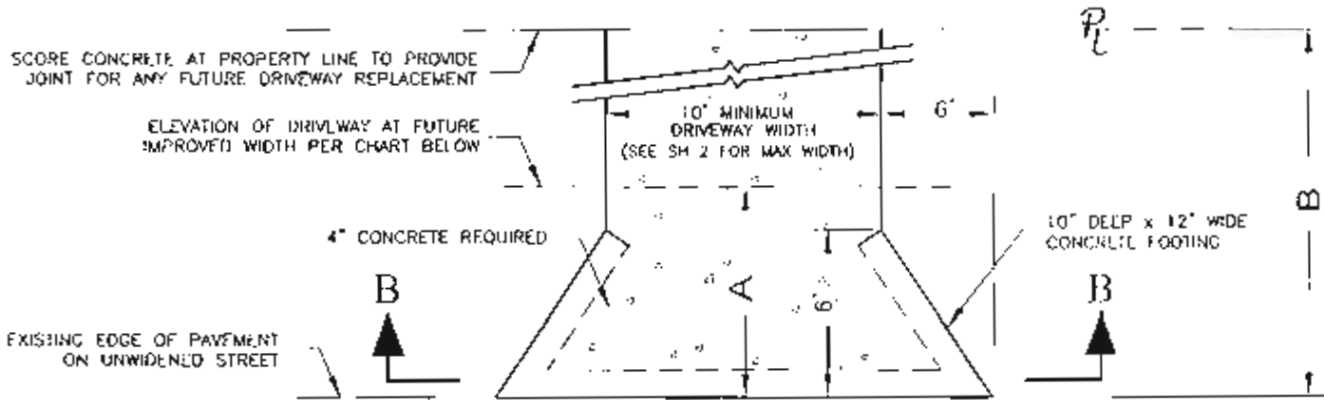 SCORE CONCRETE AT PROPERTY LINE TO PROVIDE
JOINT FOR ANY FUTURE DRIVEWAY REPLACEMENT
PL
10' MINIMUM
DRIVEWAY WIDTH
(SEE SH 2 FOR MAX WIDTH)
6'
ELEVATION OF DRIVEWAY AT FUTURE
IMPROVED WIDTH PER CHART BELOW
B
4" CONCRETE REQUIRED
10" DEEP x 12" WIDE
CONCRETE FOOTING
A
6'
B
B
EXISTING EDGE OF PAVEMENT
ON UNWIDENED STREET